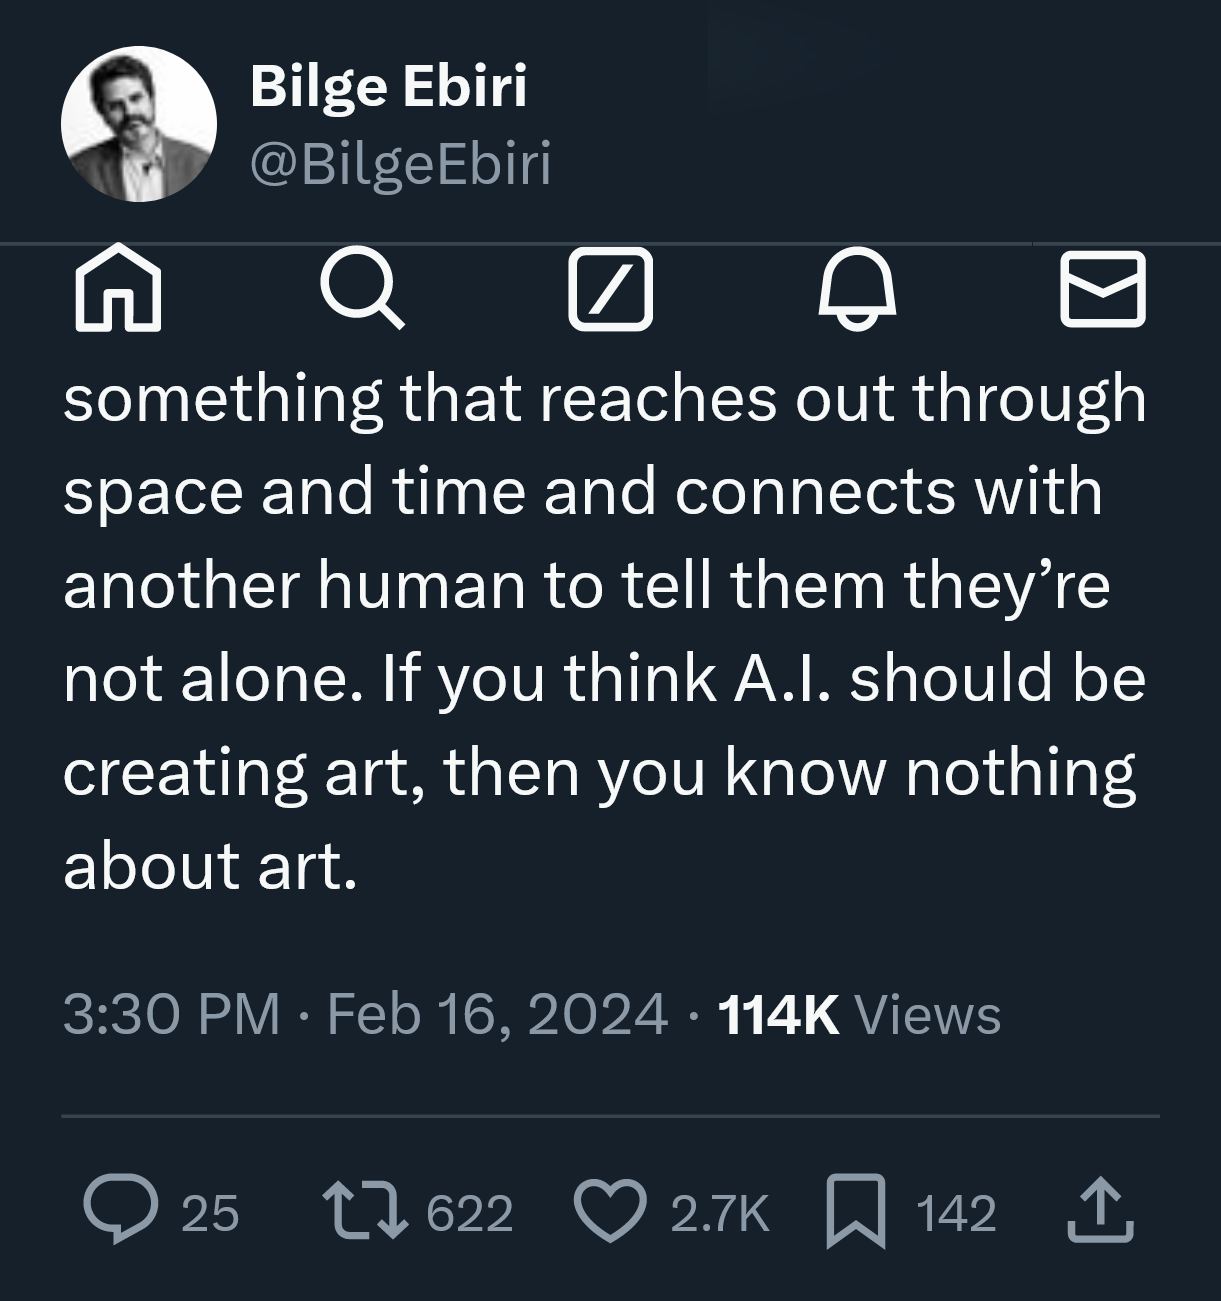 Bilge Ebiri
@BilgeEbiri
something that reaches out through
space and time and connects with
another human to tell them they’re
not alone. If you think A.I. should be
creating art, then you know nothing
about art.
3:30 PM · Feb 16, 2024 · 114K Views
25 622 2.7K 142